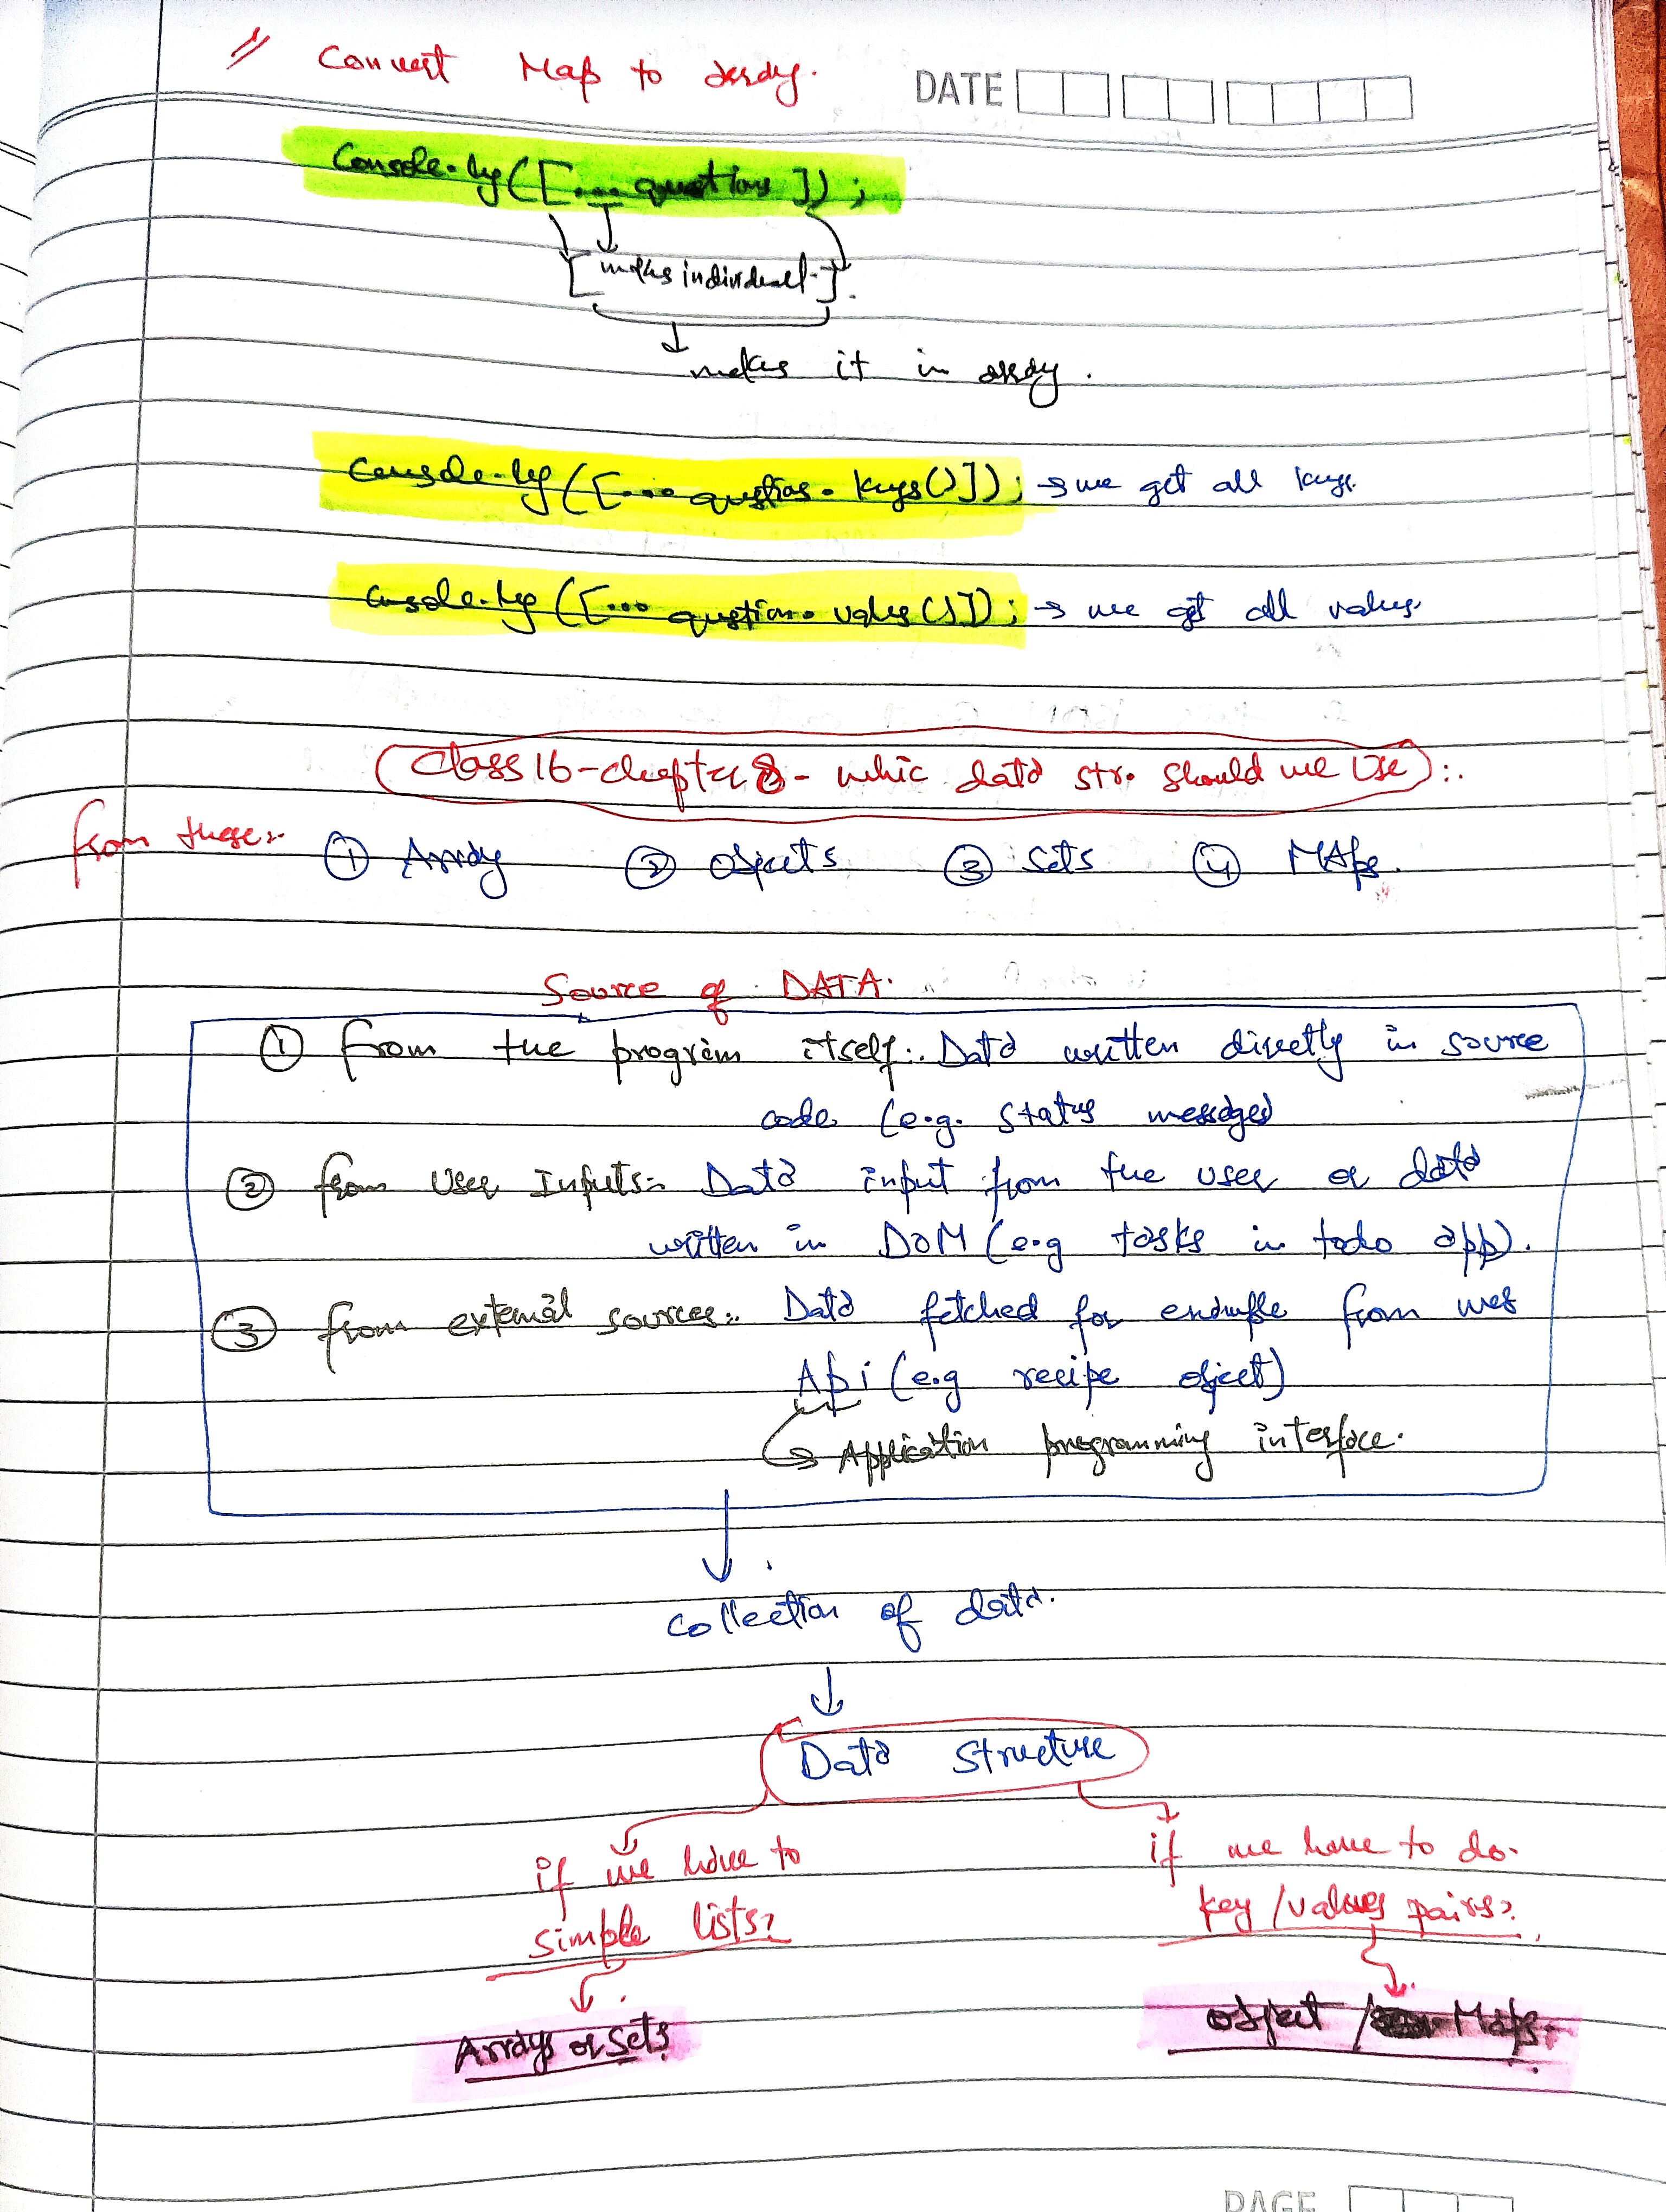 // Convert Map to array.
DATE
console.log([... questions]);
[makes individual.].
makes it in array.
console.log([... question. keys()]); → we get all keys.
console.log([... question. values()]); → we get all values.
(Class 16 - chapter 8 - whic data str. should we Use):.
from these:- ① Array ② Objects ③ Sets ④ MAps.
Source of DATA.
① from the program itself:. Data written directly in source
code (e.g. status messages)
② from User Inputs:- Data input from the user or data
written in DOM (e.g tasks in todo app).
③ from external sources:. Data fetched for example from web
Api (e.g recipe object)
→ Application programming interface.
collection of data.
Data Structure
if we have to
simple lists?
if we have to do.
key/values pairs?
Arrays or Sets
object / Maps.
PAGE